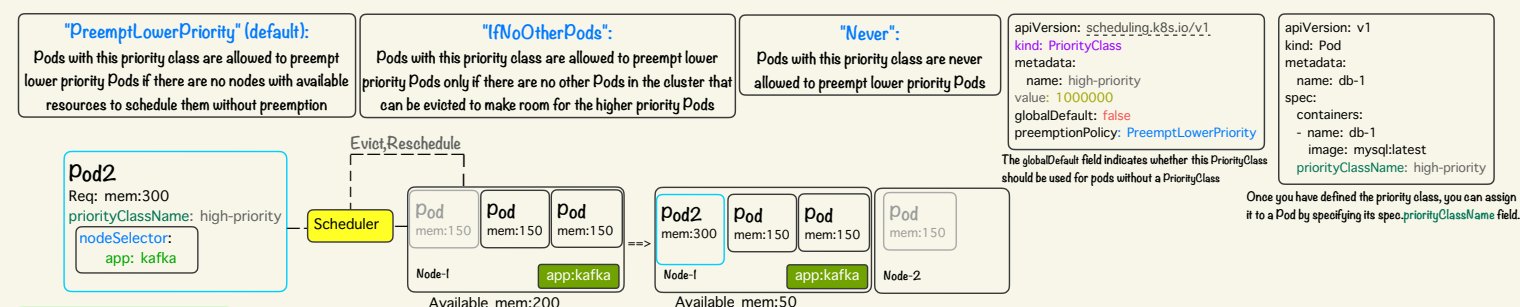 "PreemptLowerPriority" (default):
Pods with this priority class are allowed to preempt
lower priority Pods if there are no nodes with available
resources to schedule them without preemption
"IfNoOtherPods":
Pods with this priority class are allowed to preempt lower
priority Pods only if there are no other Pods in the cluster that
can be evicted to make room for the higher priority Pods
"Never":
Pods with this priority class are never
allowed to preempt lower priority Pods
apiVersion: scheduling.k8s.io/v1
kind: PriorityClass
metadata:
name: high-priority
value: 1000000
globalDefault: false
preemptionPolicy: PreemptLowerPriority
The globalDefault field indicates whether this PriorityClass
should be used for pods without a PriorityClass
apiVersion: v1
kind: Pod
metadata:
name: db-1
spec:
containers:
- name: db-1
image: mysql:latest
priorityClassName: high-priority
Once you have defined the priority class, you can assign
it to a Pod by specifying its spec.priorityClassName field.
Pod2
Req: mem:300
priorityClassName: high-priority
nodeSelector:
app: kafka
Evict,Reschedule
Scheduler
Pod
mem:150
Pod
mem:150
Pod
mem:150
Node-1
app:kafka
Available mem:200
==>
Pod2
mem:300
Pod
mem:150
Pod
mem:150
Node-1
app:kafka
Available mem:50
Pod
mem:150
Node-2